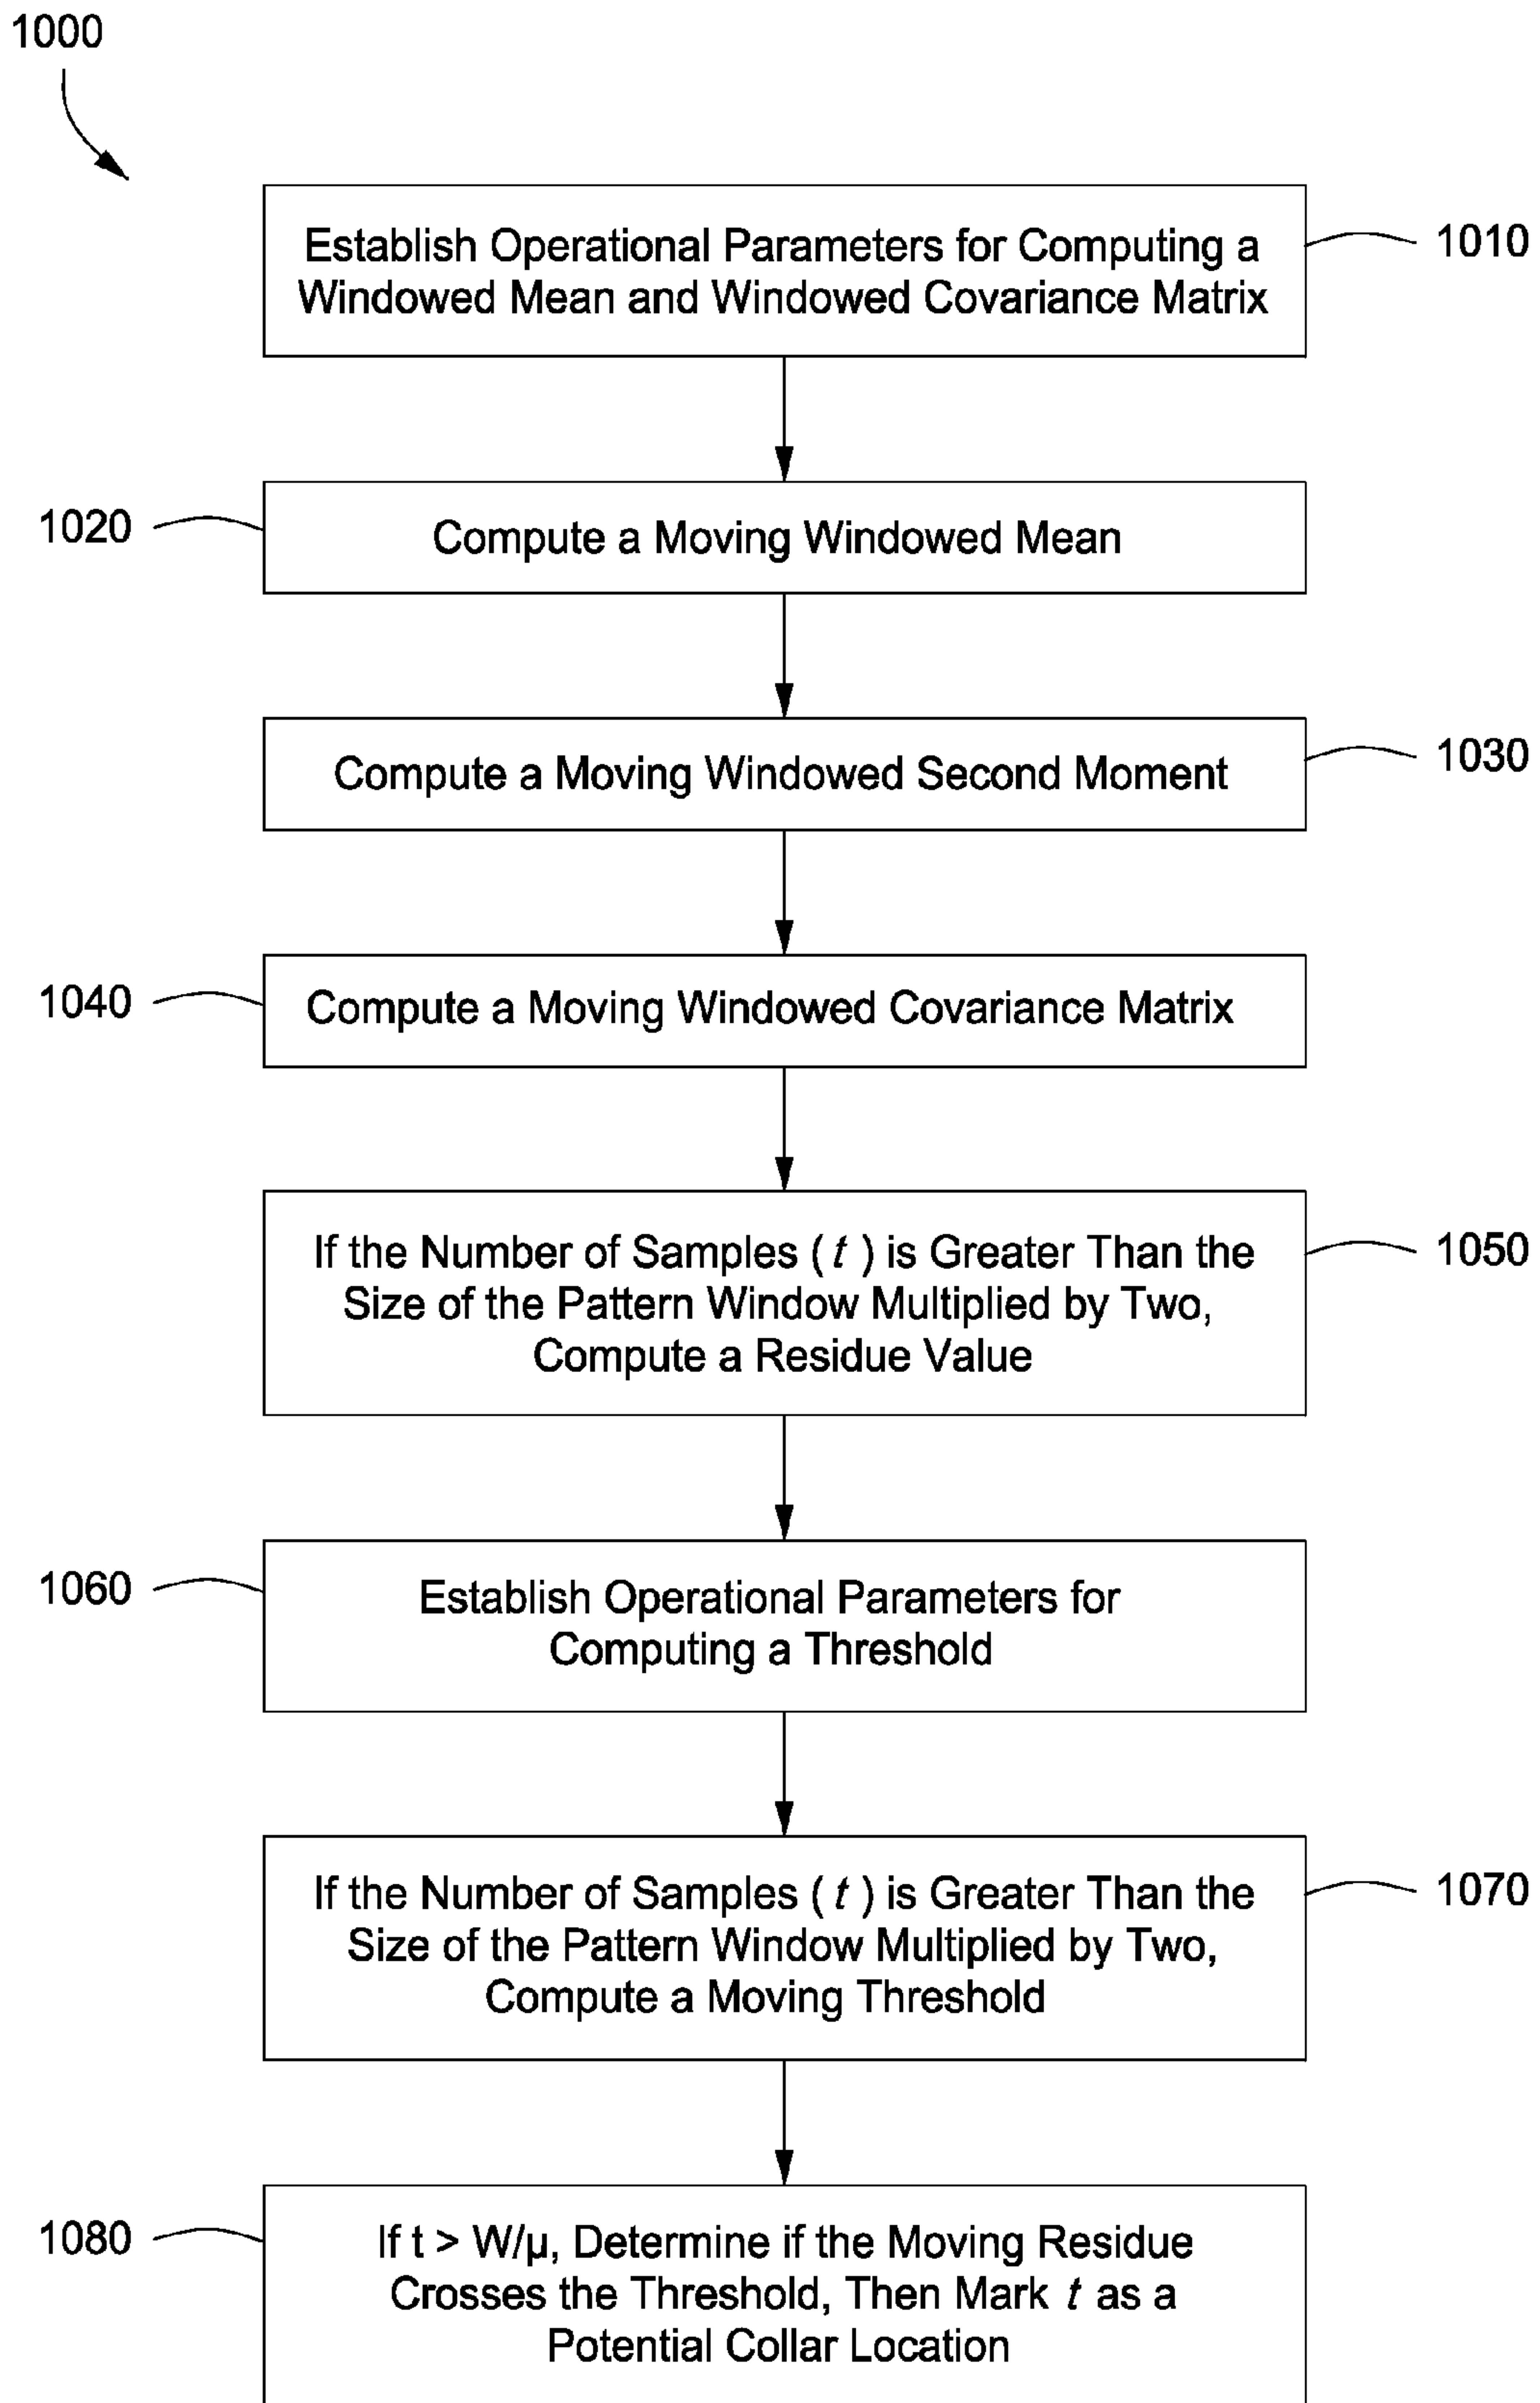 1000
Establish Operational Parameters for Computing a
Windowed Mean and Windowed Covariance Matrix
1010
1020
Compute a Moving Windowed Mean
Compute a Moving Windowed Second Moment
1030
1040
Compute a Moving Windowed Covariance Matrix
If the Number of Samples ( t ) is Greater Than the
Size of the Pattern Window Multiplied by Two,
Compute a Residue Value
1050
1060
Establish Operational Parameters for
Computing a Threshold
If the Number of Samples ( t ) is Greater Than the
Size of the Pattern Window Multiplied by Two,
Compute a Moving Threshold
1070
1080
If t > W/µ, Determine if the Moving Residue
Crosses the Threshold, Then Mark t as a
Potential Collar Location